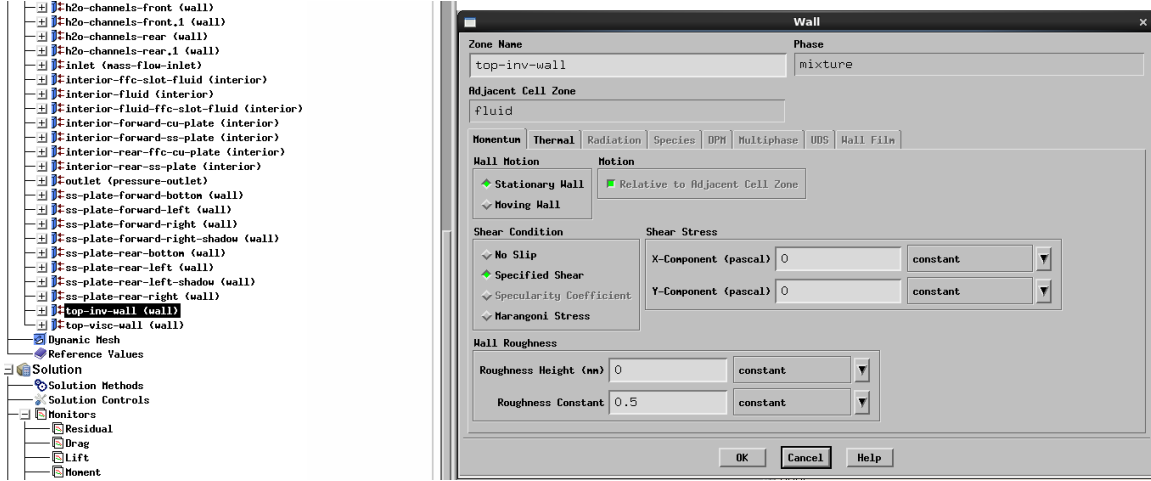 h2o-channels-front (wall)
h2o-channels-front.1 (wall)
h2o-channels-rear (wall)
h2o-channels-rear.1 (wall)
inlet (mass-flow-inlet)
interior-ffc-slot-fluid (interior)
interior-fluid (interior)
interior-fluid-ffc-slot-fluid (interior)
interior-forward-cu-plate (interior)
interior-forward-ss-plate (interior)
interior-rear-ffc-cu-plate (interior)
interior-rear-ss-plate (interior)
outlet (pressure-outlet)
ss-plate-forward-bottom (wall)
ss-plate-forward-left (wall)
ss-plate-forward-right (wall)
ss-plate-forward-right-shadow (wall)
ss-plate-rear-bottom (wall)
ss-plate-rear-left (wall)
ss-plate-rear-left-shadow (wall)
ss-plate-rear-right (wall)
top-inv-wall (wall)
top-visc-wall (wall)
Dynamic Mesh
Reference Values
Solution
Solution Methods
Solution Controls
Monitors
Residual
Drag
Lift
Moment
Wall
Zone Name Phase
top-inv-wall mixture
Adjacent Cell Zone
fluid
Momentum Thermal Radiation Species DPM Multiphase UDS Wall Film
Wall Motion Motion
Stationary Wall Relative to Adjacent Cell Zone
Moving Wall
Shear Condition Shear Stress
No Slip
X-Component (pascal) 0 constant
Specified Shear
Specularity Coefficient
Y-Component (pascal) 0 constant
Marangoni Stress
Wall Roughness
Roughness Height (mm) 0 constant
Roughness Constant 0.5 constant
OK Cancel Help